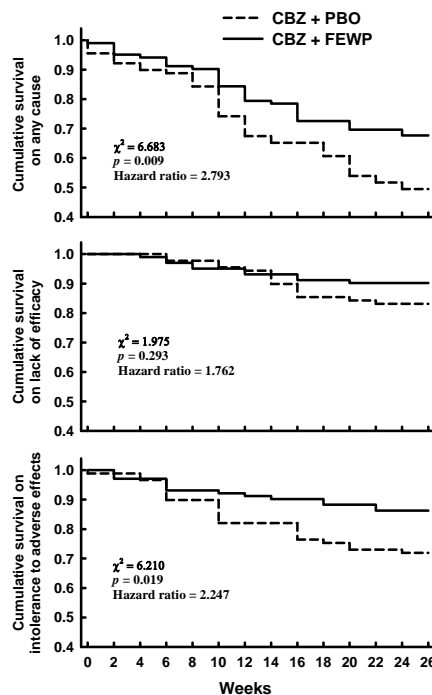 CBZ + PBO
CBZ + FEWP
Cumulative survival
on any cause
1.0
0.9
0.8
0.7
0.6
0.5
0.4
χ² = 6.683
p = 0.009
Hazard ratio = 2.793
Cumulative survival
on lack of efficacy
1.0
0.9
0.8
0.7
0.6
0.5
0.4
χ² = 1.975
p = 0.293
Hazard ratio = 1.762
Cumulative survival on
intolerance to adverse effects
1.0
0.9
0.8
0.7
0.6
0.5
0.4
χ² = 6.210
p = 0.019
Hazard ratio = 2.247
0 2 4 6 8 10 12 14 16 18 20 22 24 26
Weeks